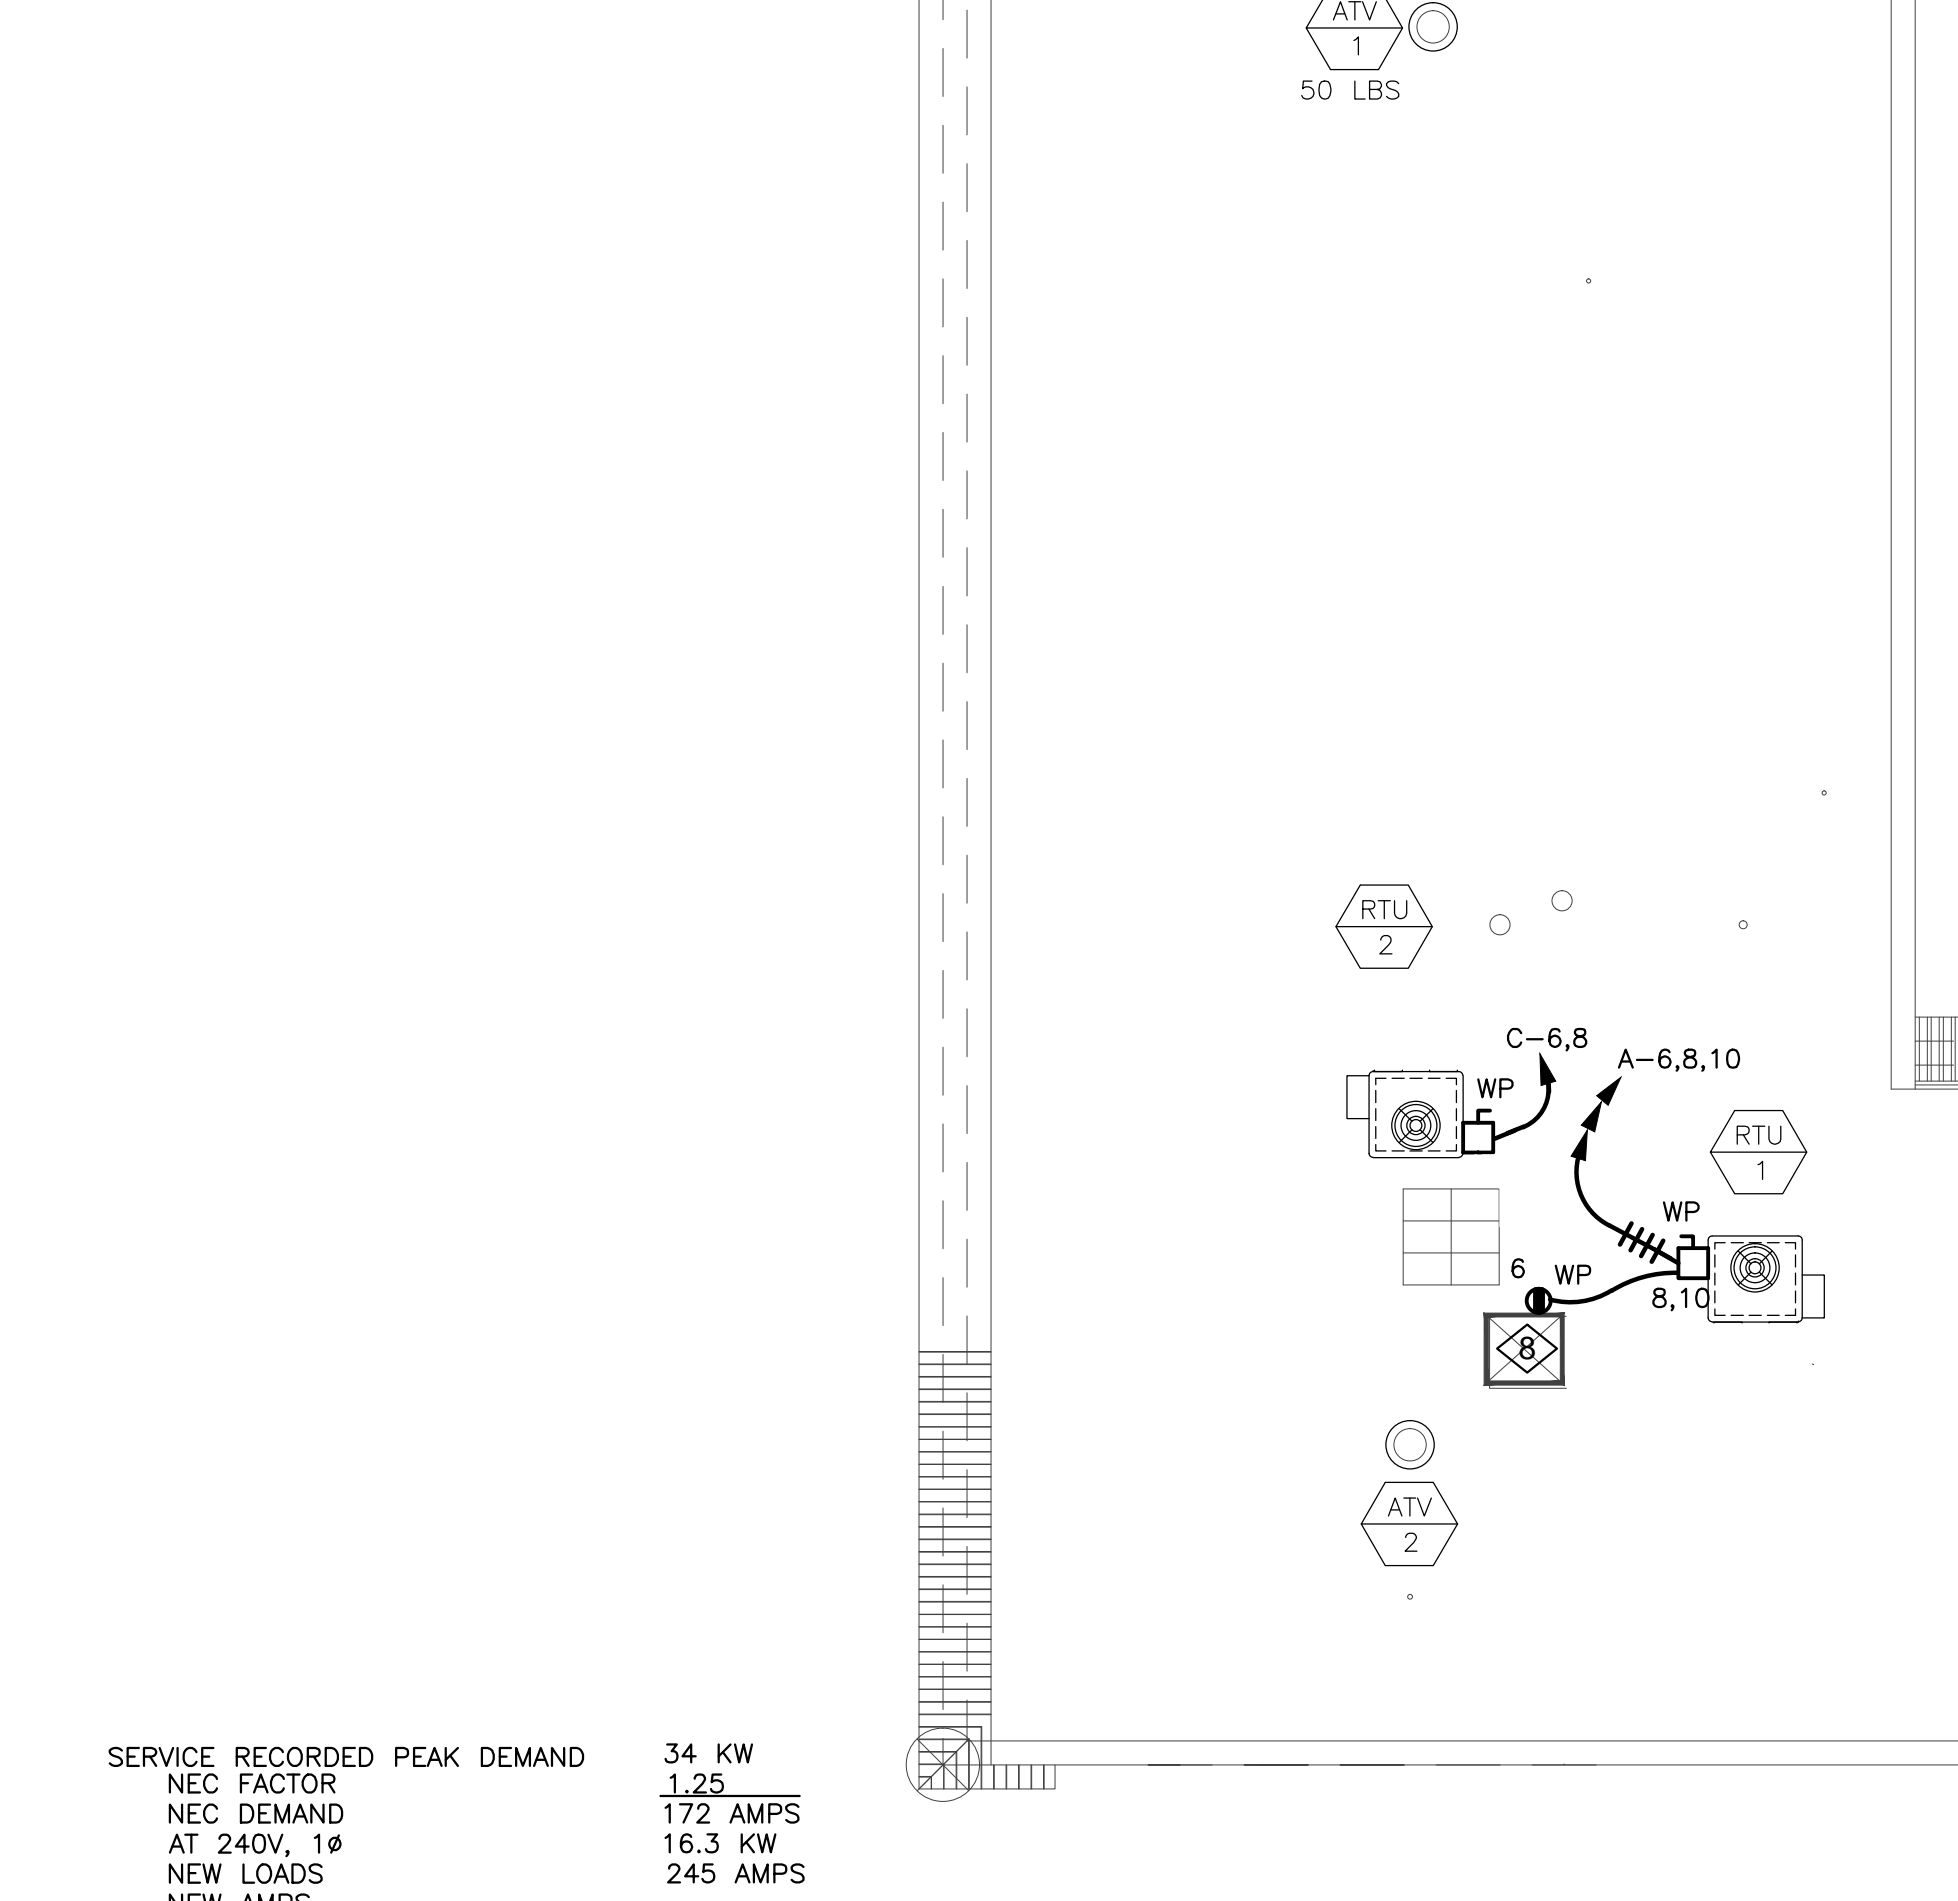 ATV
1
50 LBS
RTU
2
C-6,8
A-6,8,10
WP
RTU
1
WP
6 WP
8,10
8
ATV
2
SERVICE RECORDED PEAK DEMAND 34 KW
NEC FACTOR 1.25
NEC DEMAND 172 AMPS
AT 240V, 1ø 16.3 KW
NEW LOADS 245 AMPS
NEW AMPS